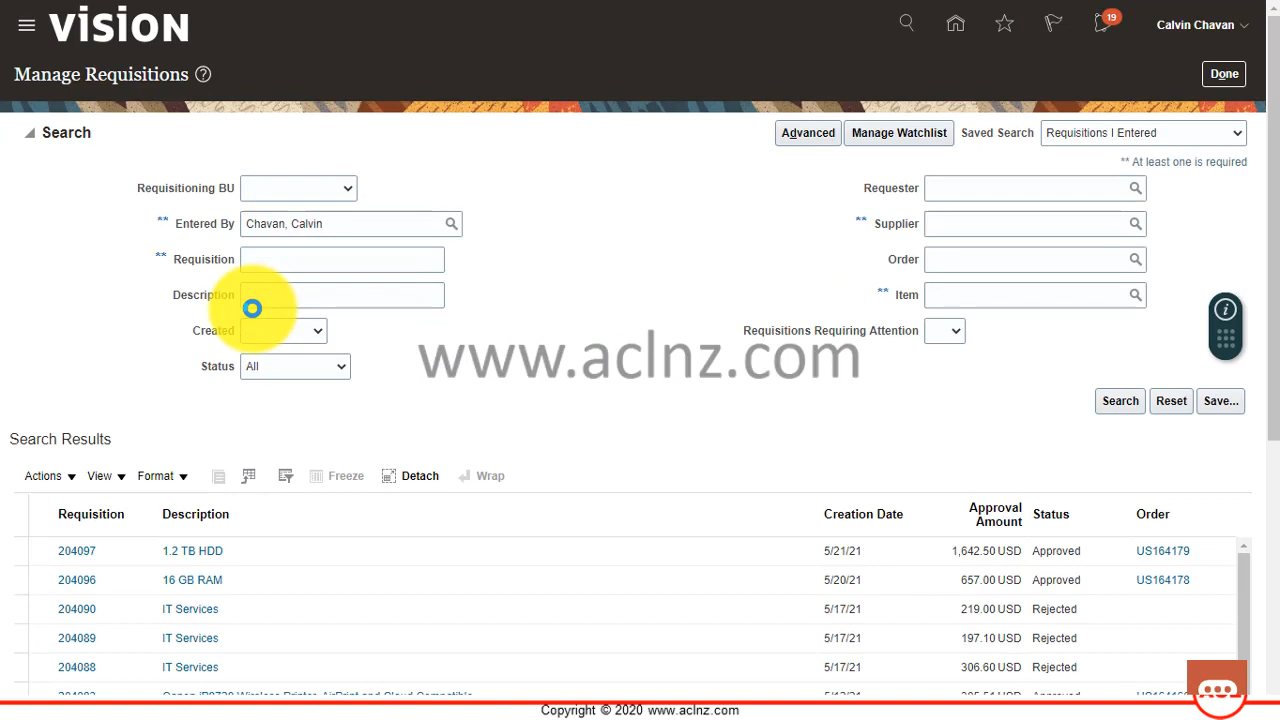 VISION
19
Calvin Chavan
Manage Requisitions
Done
Search
Advanced
Manage Watchlist
Saved Search
Requisitions I Entered
** At least one is required
Requisitioning BU
Requester
** Entered By
Chavan, Calvin
** Supplier
** Requisition
Order
Description
** Item
Created
Requisitions Requiring Attention
www.aclnz.com
Status
All
Search
Reset
Save...
Search Results
Actions
View
Format
Freeze
Detach
Wrap
Requisition Description Creation Date Approval Amount Status Order
204097 1.2 TB HDD 5/21/21 1,642.50 USD Approved US164179
204096 16 GB RAM 5/20/21 657.00 USD Approved US164178
204090 IT Services 5/17/21 219.00 USD Rejected
204089 IT Services 5/17/21 197.10 USD Rejected
204088 IT Services 5/17/21 306.60 USD Rejected
Copyright © 2020 www.aclnz.com